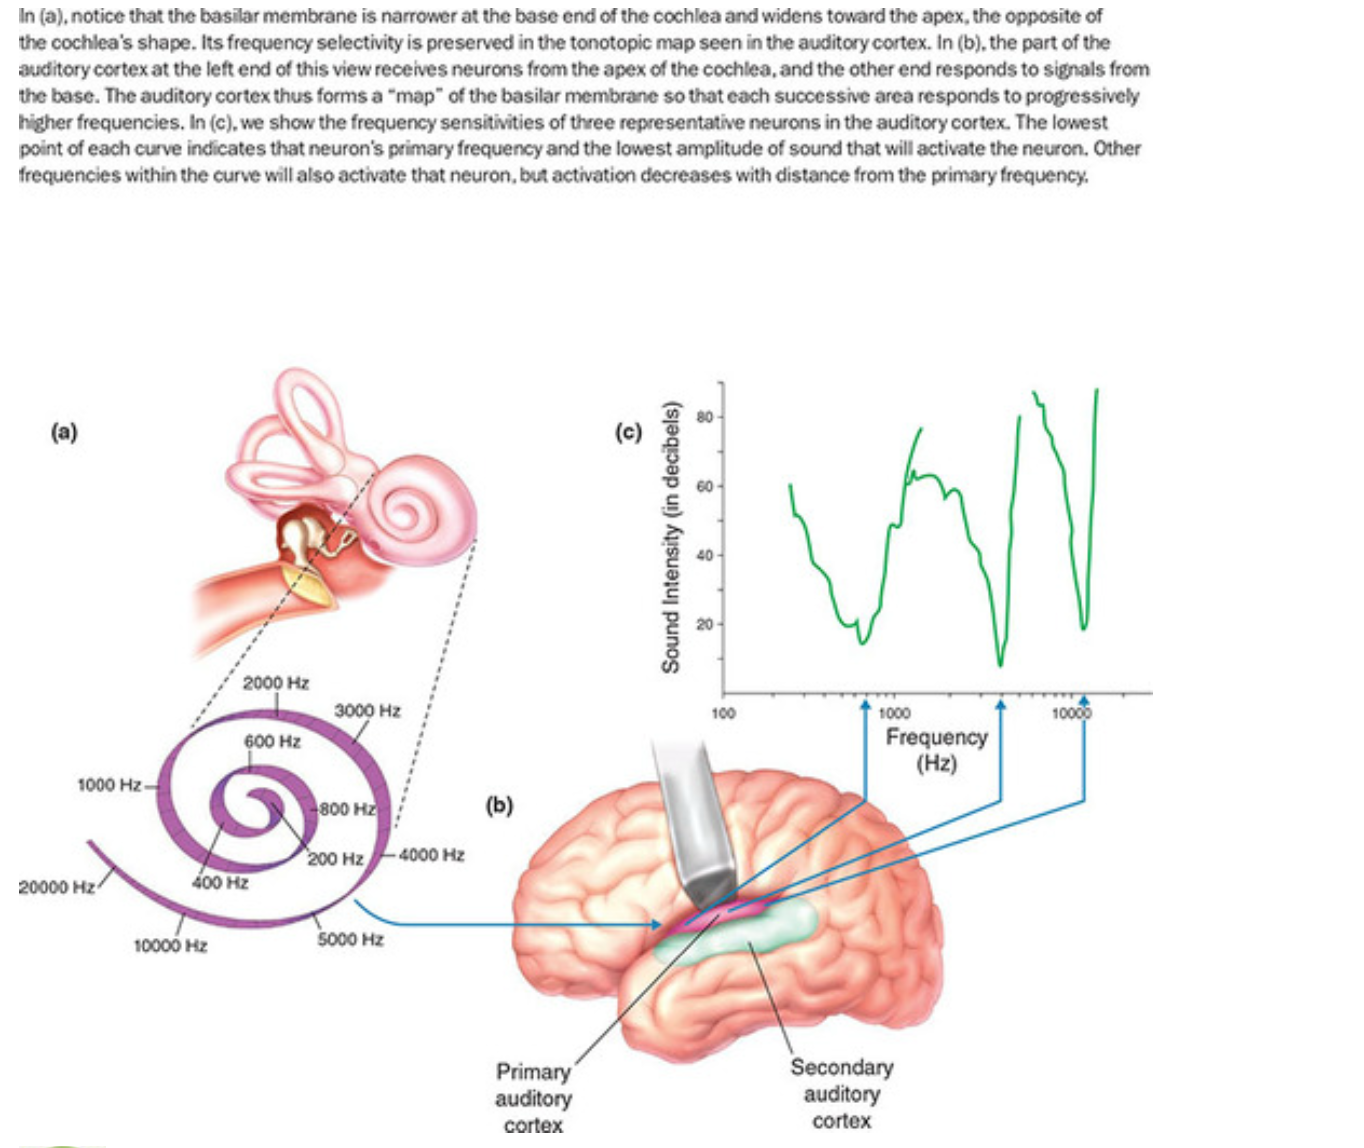 In (a), notice that the basilar membrane is narrower at the base end of the cochlea and widens toward the apex, the opposite of
the cochlea's shape. Its frequency selectivity is preserved in the tonotopic map seen in the auditory cortex. In (b), the part of the
auditory cortex at the left end of this view receives neurons from the apex of the cochlea, and the other end responds to signals from
the base. The auditory cortex thus forms a "map" of the basilar membrane so that each successive area responds to progressively
higher frequencies. In (c), we show the frequency sensitivities of three representative neurons in the auditory cortex. The lowest
point of each curve indicates that neuron's primary frequency and the lowest amplitude of sound that will activate the neuron. Other
frequencies within the curve will also activate that neuron, but activation decreases with distance from the primary frequency.
(a)
2000 Hz
3000 Hz
600 Hz
1000 Hz
800 Hz
200 Hz
4000 Hz
400 Hz
20000 Hz
10000 Hz
5000 Hz
(c)
Sound Intensity (in decibels)
80
60
40
20
100
1000
10000
Frequency
(Hz)
(b)
Primary
auditory
cortex
Secondary
auditory
cortex